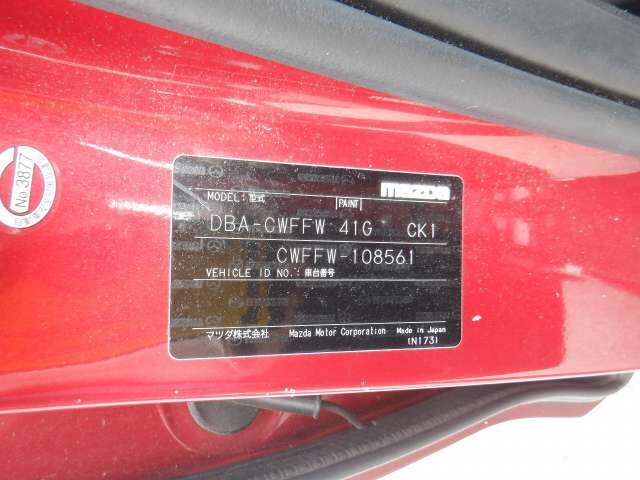 No.3877
mazda
MODEL:型式
PAINT
DBA-CWFFW 41G CK1
CWFFW-108561
VEHICLE ID NO.:車台番号
マツダ株式会社 Mazda Motor Corporation Made in Japan
(N173)